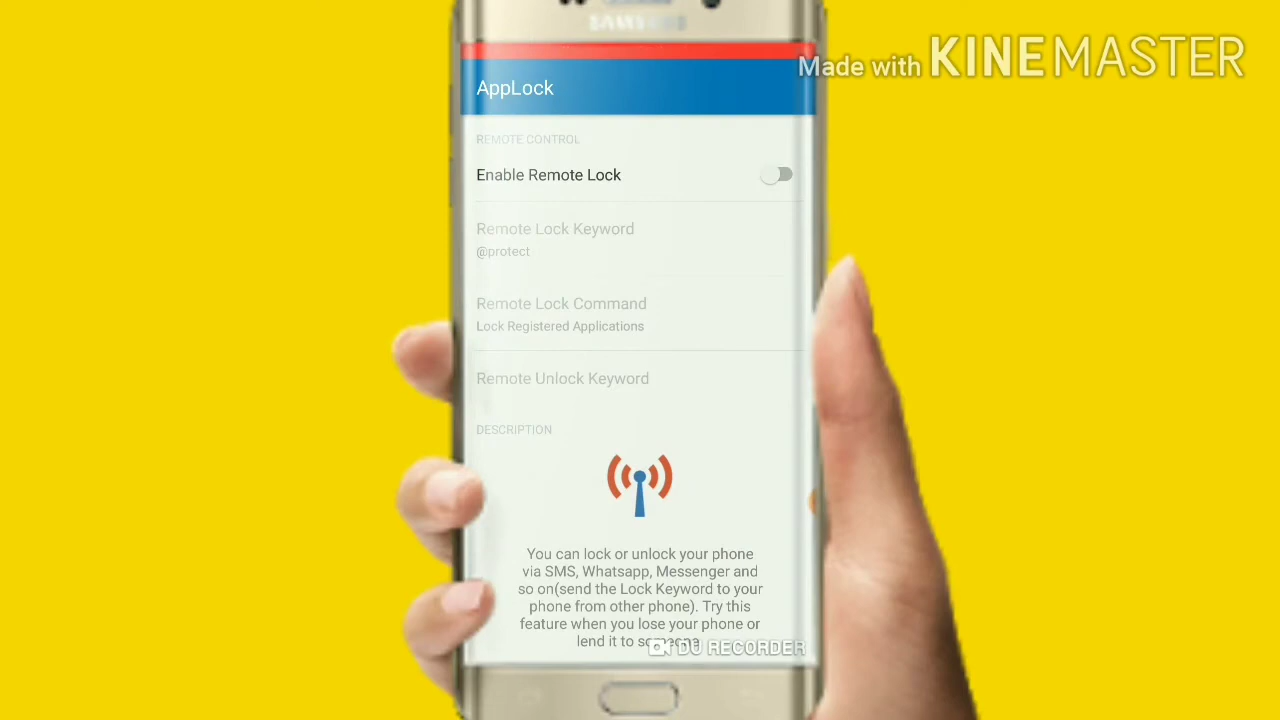 SAMSUNG
Made with KINEMASTER
AppLock
REMOTE CONTROL
Enable Remote Lock
Remote Lock Keyword
@protect
Remote Lock Command
Lock Registered Applications
Remote Unlock Keyword
DESCRIPTION
You can lock or unlock your phone
via SMS, Whatsapp, Messenger and
so on(send the Lock Keyword to your
phone from other phone). Try this
feature when you lose your phone or
lend it to someone
DU RECORDER